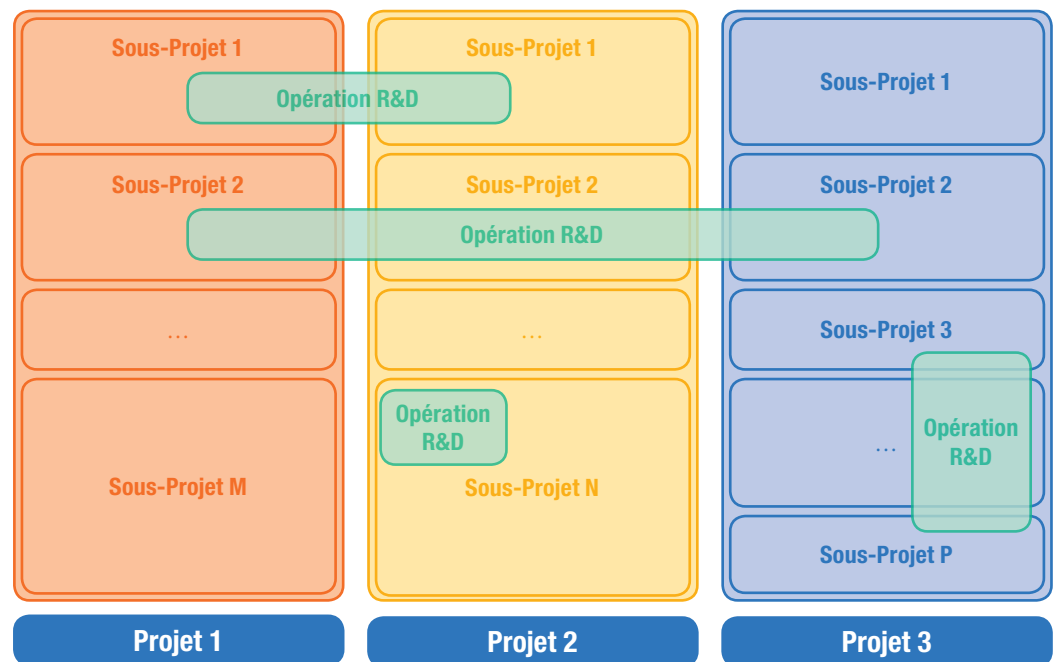 Sous-Projet 1
Sous-Projet 1
Sous-Projet 1
Opération R&D
Sous-Projet 2
Sous-Projet 2
Sous-Projet 2
Opération R&D
...
...
Sous-Projet 3
Opération
R&D
Opération
R&D
...
Sous-Projet M
Sous-Projet N
Sous-Projet P
Projet 1
Projet 2
Projet 3